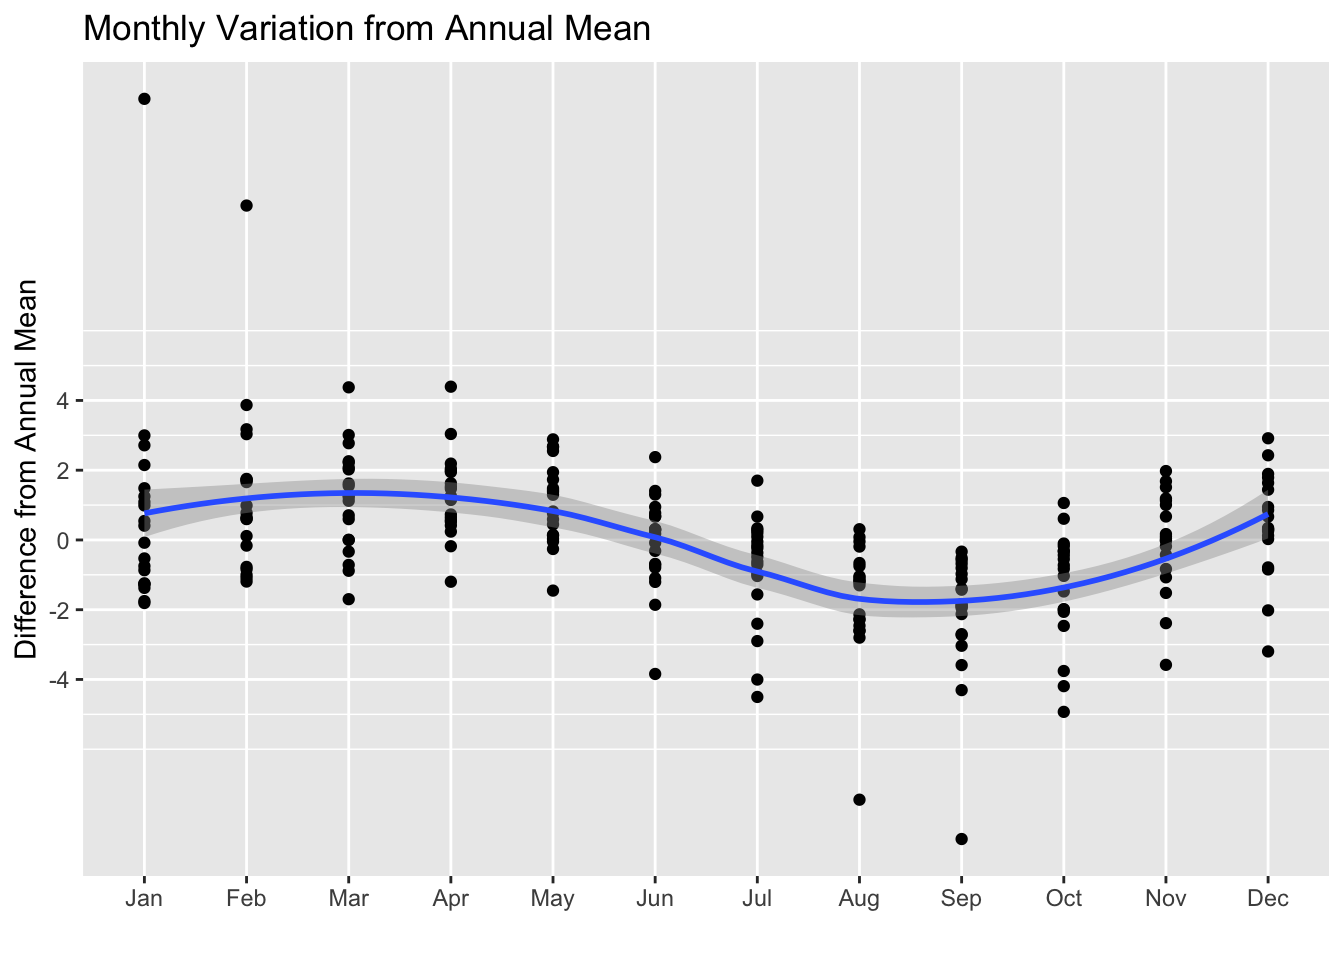 Monthly Variation from Annual Mean
Difference from Annual Mean
4
2
0
-2
-4
Jan Feb Mar Apr May Jun Jul Aug Sep Oct Nov Dec